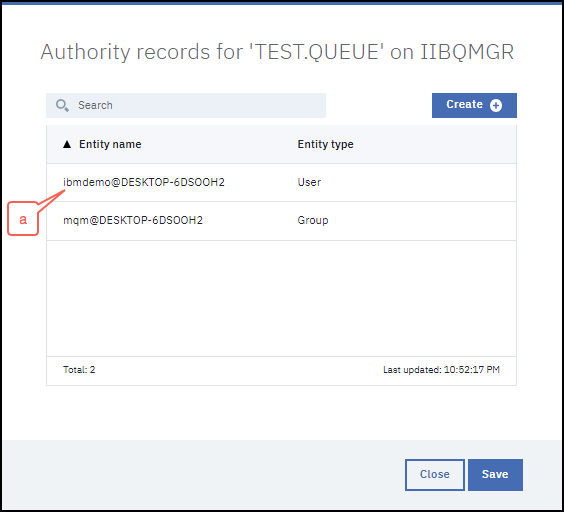 Authority records for 'TEST.QUEUE' on IIBQMGR
Search
Create
Entity name Entity type
ibmdemo@DESKTOP-6DSOOH2 User
a
mqm@DESKTOP-6DSOOH2 Group
Total: 2 Last updated: 10:52:17 PM
Close Save